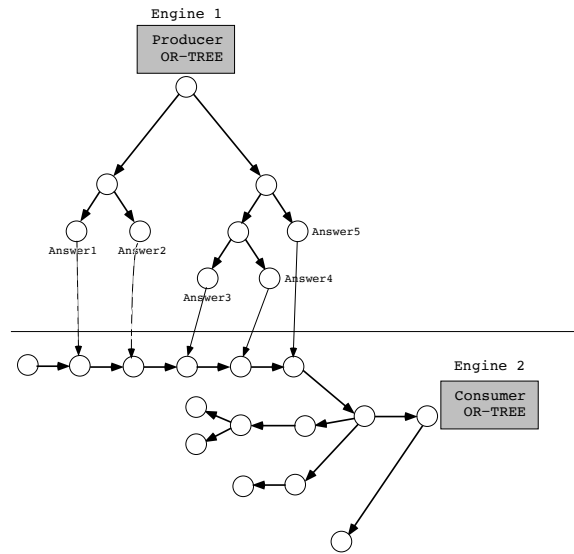 Engine 1
Producer
OR-TREE
Answer5
Answer1
Answer2
Answer4
Answer3
Engine 2
Consumer
OR-TREE